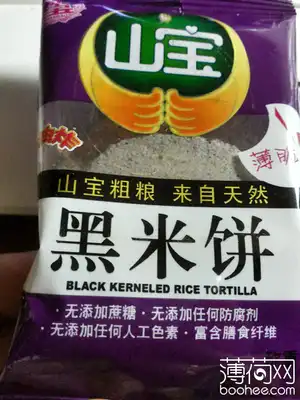 山宝
薄脆
山宝粗粮 来自天然
黑米饼
BLACK KERNELED RICE TORTILLA
·无添加蔗糖 ·无添加任何防腐剂
·无添加任何人工色素 ·富含膳食纤维
薄荷网
boohee.com